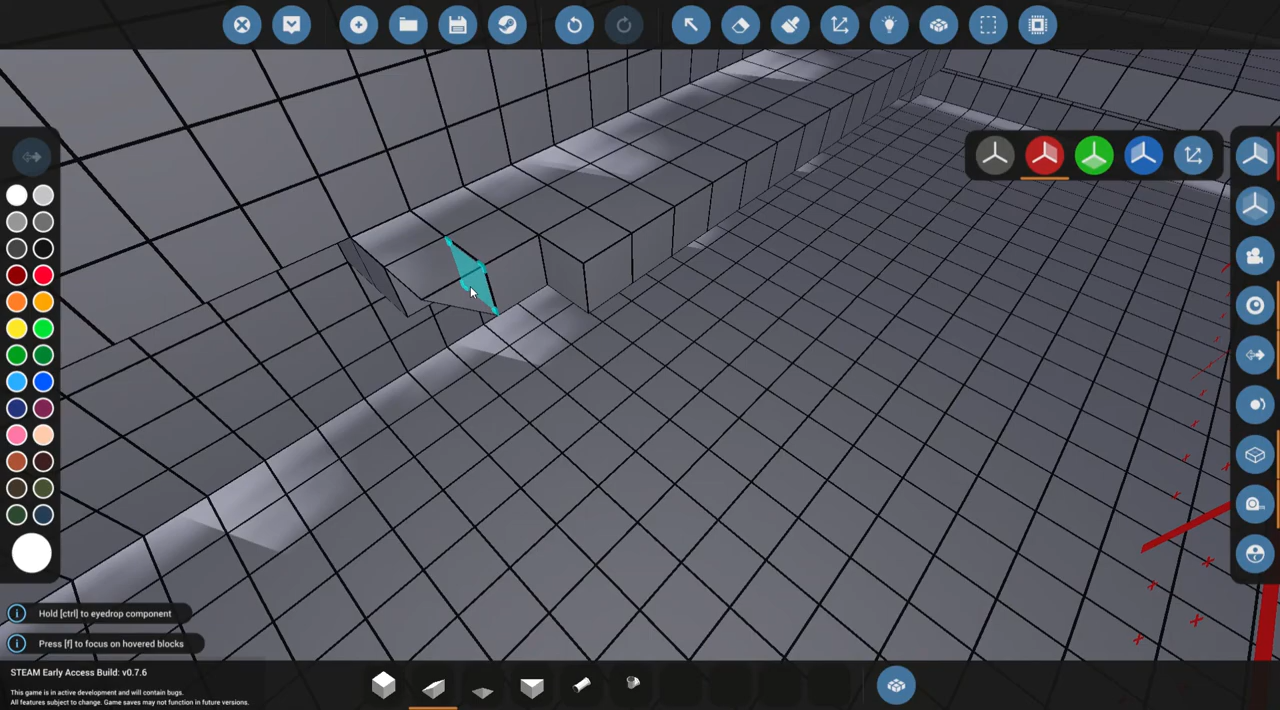 Hold [ctrl] to eyedrop component
Press [f] to focus on hovered blocks
STEAM Early Access Build: v0.7.6
This game is in active development and will contain bugs.
All features subject to change. Game saves may not function in future versions.